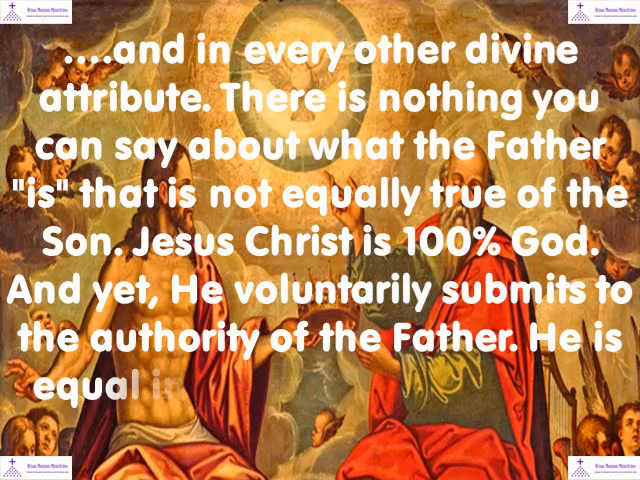 ....and in every other divine
attribute. There is nothing you
can say about what the Father
"is" that is not equally true of the
Son. Jesus Christ is 100% God.
And yet, He voluntarily submits to
the authority of the Father. He is
equal in